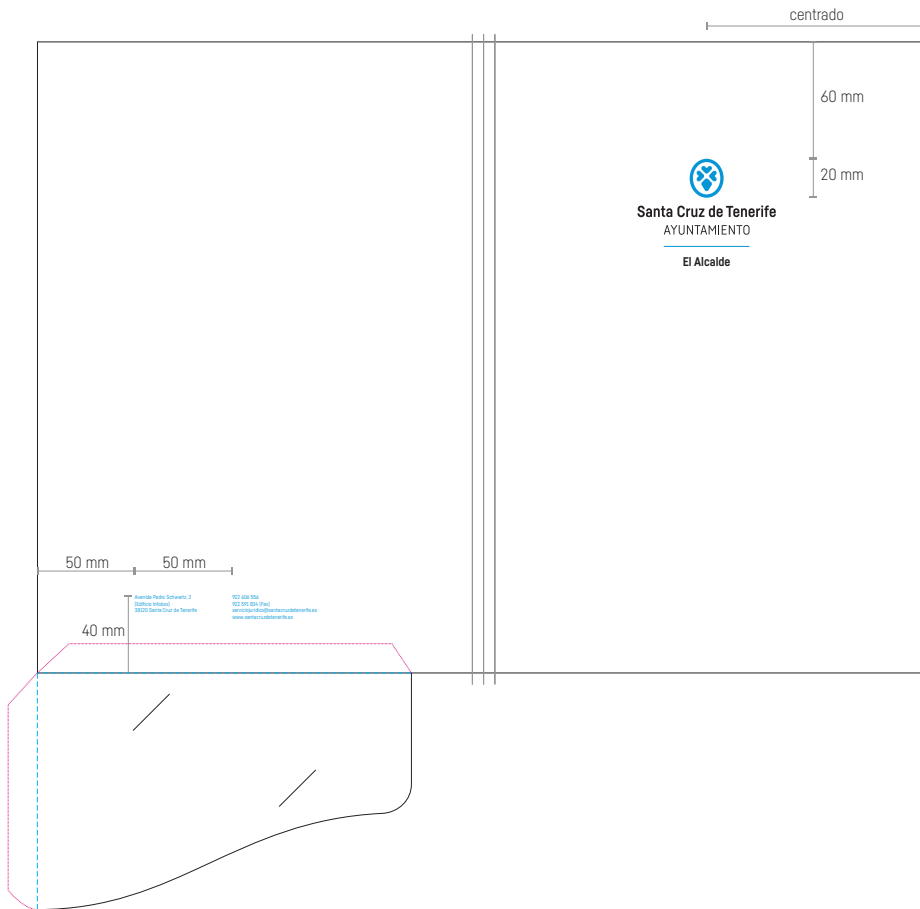 centrado
60 mm
20 mm
Santa Cruz de Tenerife
AYUNTAMIENTO
El Alcalde
50 mm
50 mm
Avenida Pedro Schwartz, 3
(Edificio Infobox)
38120 Santa Cruz de Tenerife
922 606 556
922 591 834 (Fax)
serviciojuridico@santacruzdetenerife.es
www.santacruzdetenerife.es
40 mm